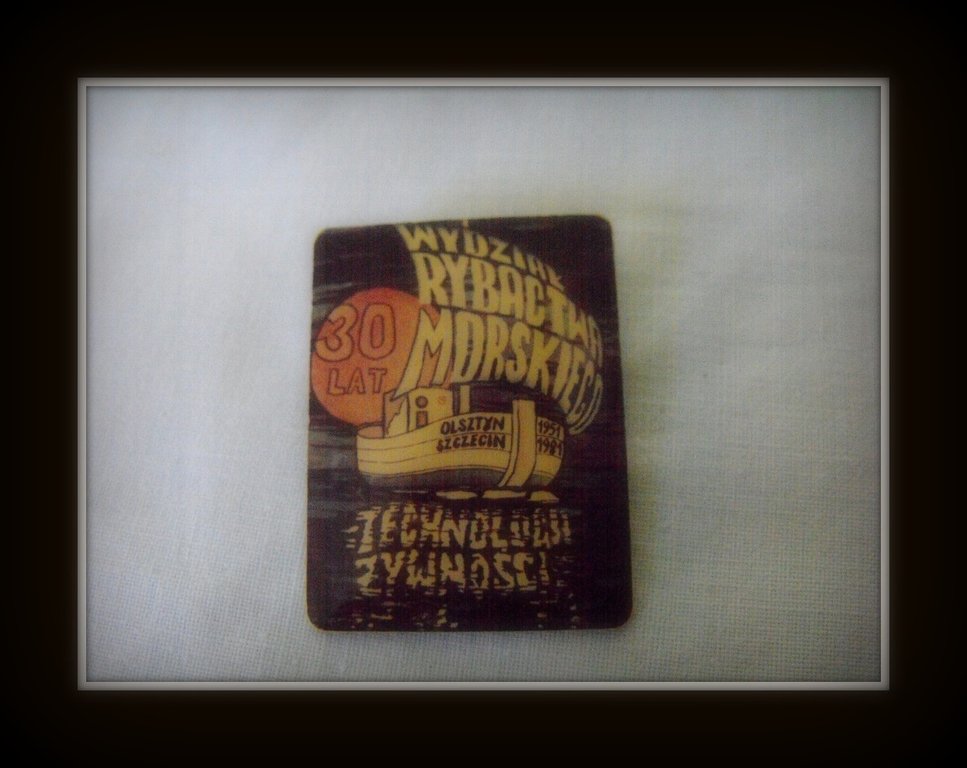 WYDZIAŁ
RYBACTWA
MORSKIEGO
30
LAT
OLSZTYN
SZCZECIN
1951
1981
TECHNOLOGII
ŻYWNOŚCI